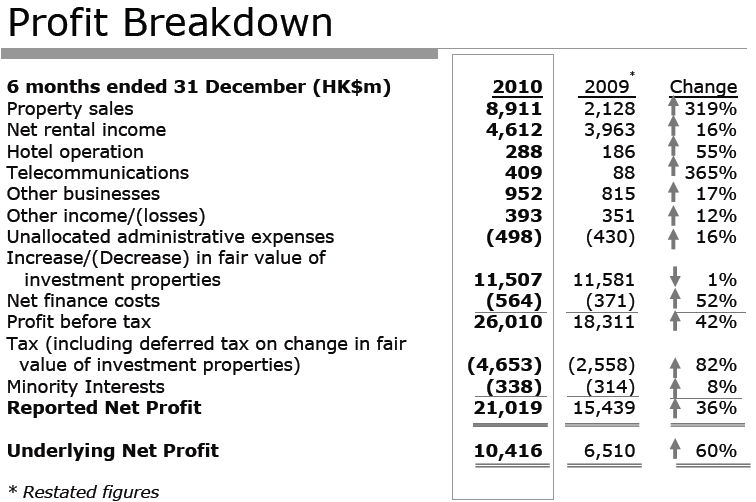 Profit Breakdown
6 months ended 31 December (HK$m) 2010 2009* Change
Property sales 8,911 2,128 319%
Net rental income 4,612 3,963 16%
Hotel operation 288 186 55%
Telecommunications 409 88 365%
Other businesses 952 815 17%
Other income/(losses) 393 351 12%
Unallocated administrative expenses (498) (430) 16%
Increase/(Decrease) in fair value of
investment properties 11,507 11,581 1%
Net finance costs (564) (371) 52%
Profit before tax 26,010 18,311 42%
Tax (including deferred tax on change in fair
value of investment properties) (4,653) (2,558) 82%
Minority Interests (338) (314) 8%
Reported Net Profit 21,019 15,439 36%
Underlying Net Profit 10,416 6,510 60%
* Restated figures